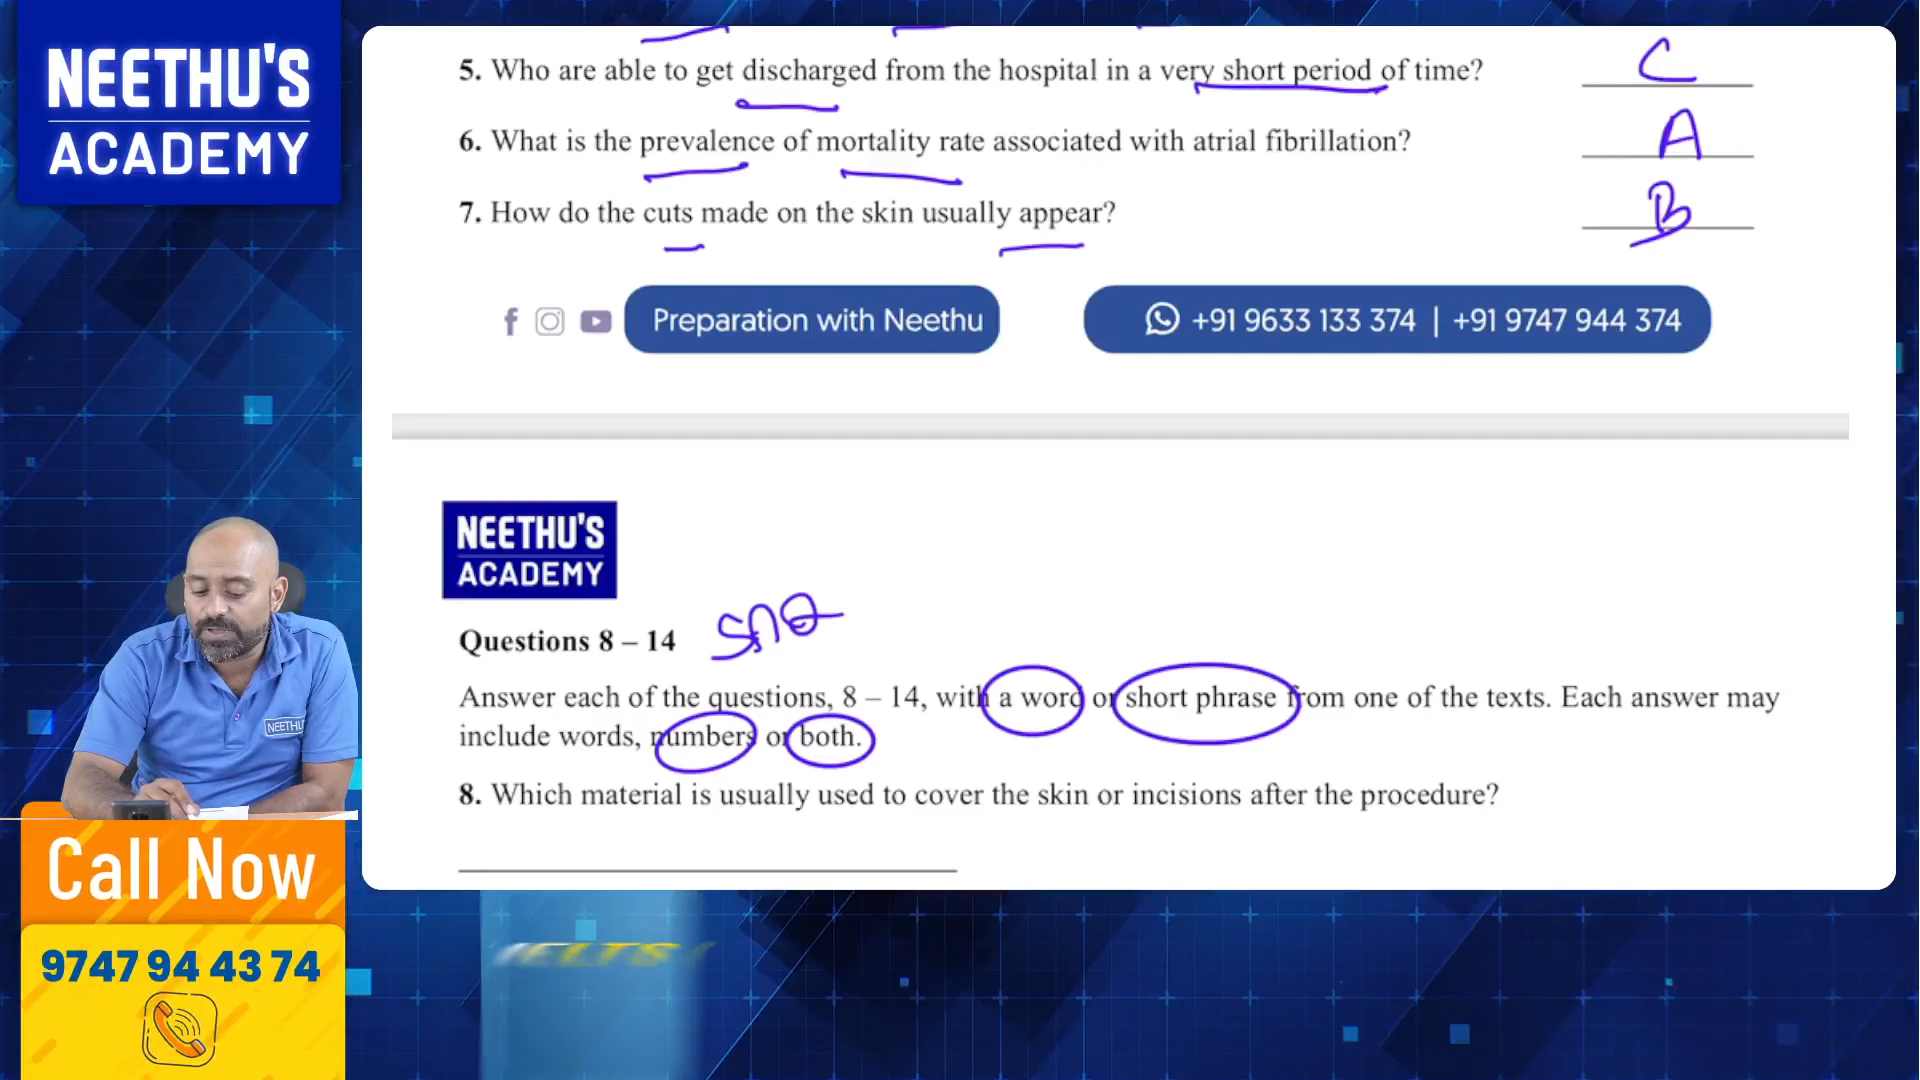 NEETHU'S
ACADEMY
5. Who are able to get discharged from the hospital in a very short period of time? C
6. What is the prevalence of mortality rate associated with atrial fibrillation? A
7. How do the cuts made on the skin usually appear? B
Preparation with Neethu
+91 9633 133 374 | +91 9747 944 374
NEETHU'S
ACADEMY
Questions 8 – 14 SAQ
Answer each of the questions, 8 – 14, with a word or short phrase from one of the texts. Each answer may
include words, numbers or both.
8. Which material is usually used to cover the skin or incisions after the procedure?
NEETHU'
Call Now
9747 94 43 74
IELTS